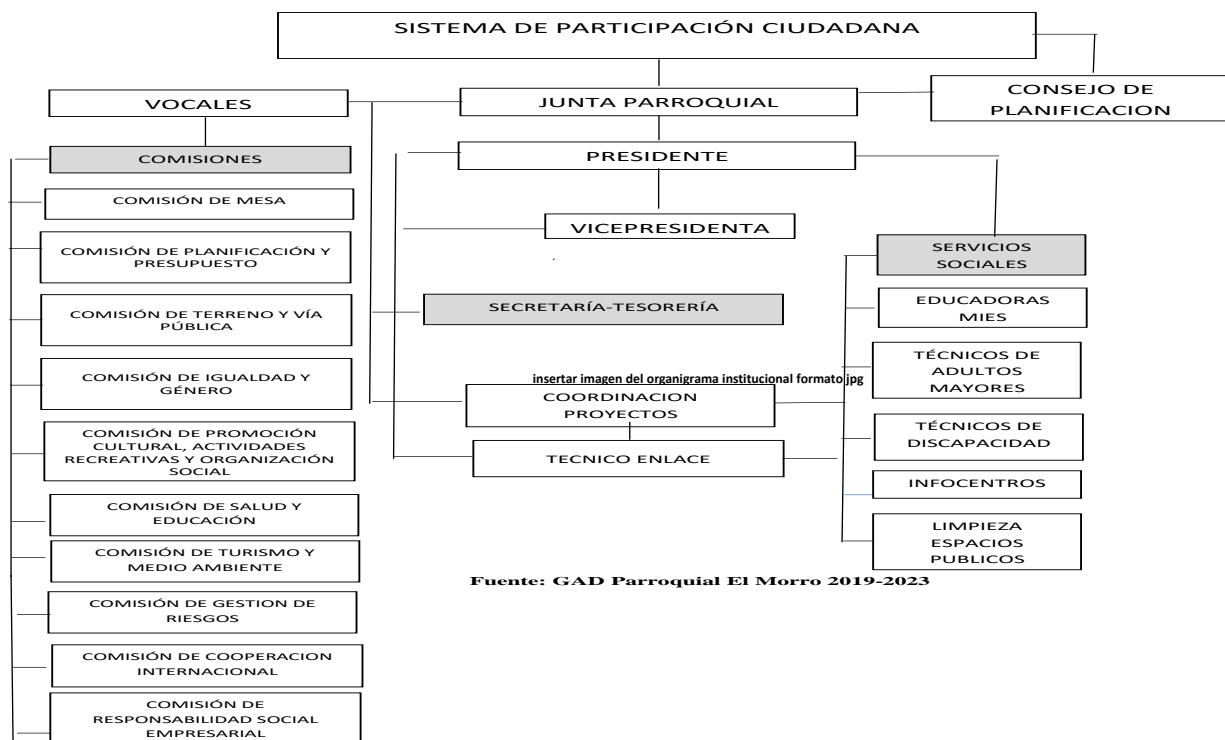 SISTEMA DE PARTICIPACIÓN CIUDADANA
VOCALES
JUNTA PARROQUIAL
CONSEJO DE
PLANIFICACION
COMISIONES
PRESIDENTE
COMISIÓN DE MESA
VICEPRESIDENTA
COMISIÓN DE PLANIFICACIÓN Y
PRESUPUESTO
SERVICIOS
SOCIALES
COMISIÓN DE TERRENO Y VÍA
PÚBLICA
SECRETARÍA-TESORERÍA
EDUCADORAS
MIES
COMISIÓN DE IGUALDAD Y
GÉNERO
insertar imagen del organigrama institucional formato jpg
COORDINACION
PROYECTOS
TÉCNICOS DE
ADULTOS
MAYORES
COMISIÓN DE PROMOCIÓN
CULTURAL, ACTIVIDADES
RECREATIVAS Y ORGANIZACIÓN
SOCIAL
TECNICO ENLACE
TÉCNICOS DE
DISCAPACIDAD
COMISIÓN DE SALUD Y
EDUCACIÓN
INFOCENTROS
COMISIÓN DE TURISMO Y
MEDIO AMBIENTE
LIMPIEZA
ESPACIOS
PUBLICOS
Fuente: GAD Parroquial El Morro 2019-2023
COMISIÓN DE GESTION DE
RIESGOS
COMISIÓN DE COOPERACION
INTERNACIONAL
COMISIÓN DE
RESPONSABILIDAD SOCIAL
EMPRESARIAL